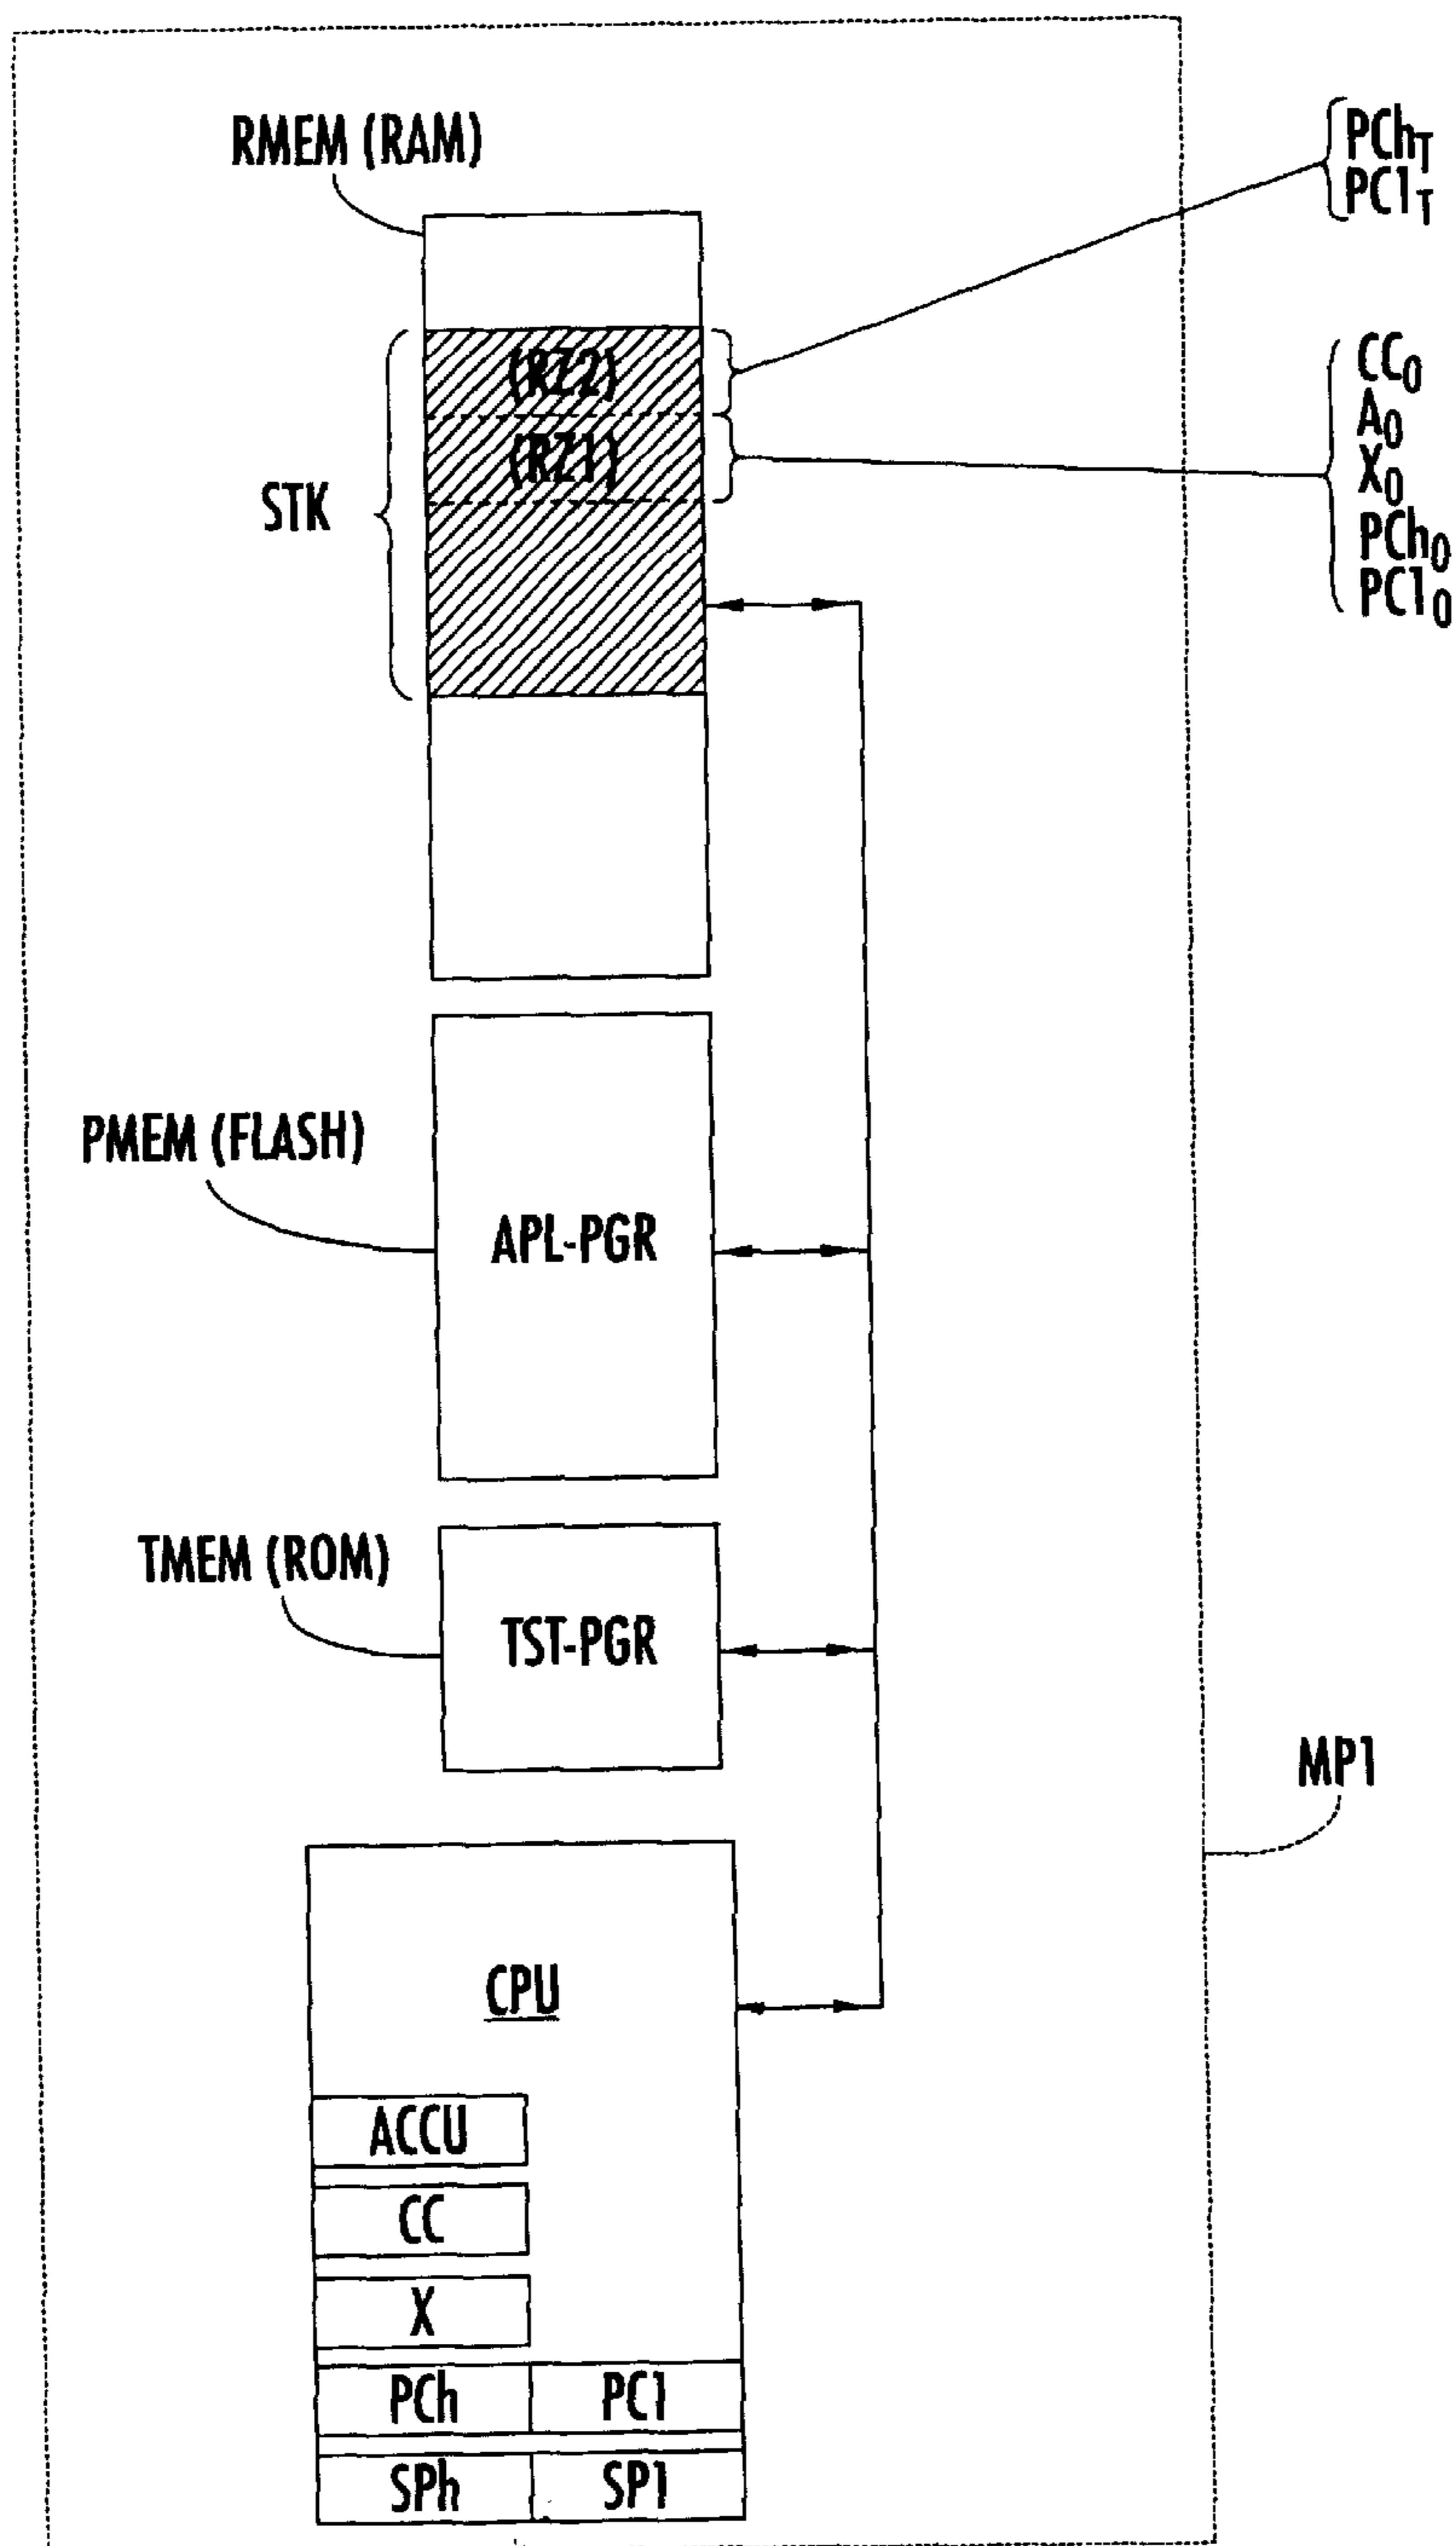 RMEM (RAM)
PChT
PC1T
(RZ2)
(RZ1)
STK
CC0
A0
X0
PCh0
PC10
PMEM (FLASH)
APL-PGR
TMEM (ROM)
TST-PGR
MP1
CPU
ACCU
CC
X
PCh PC1
SPh SP1